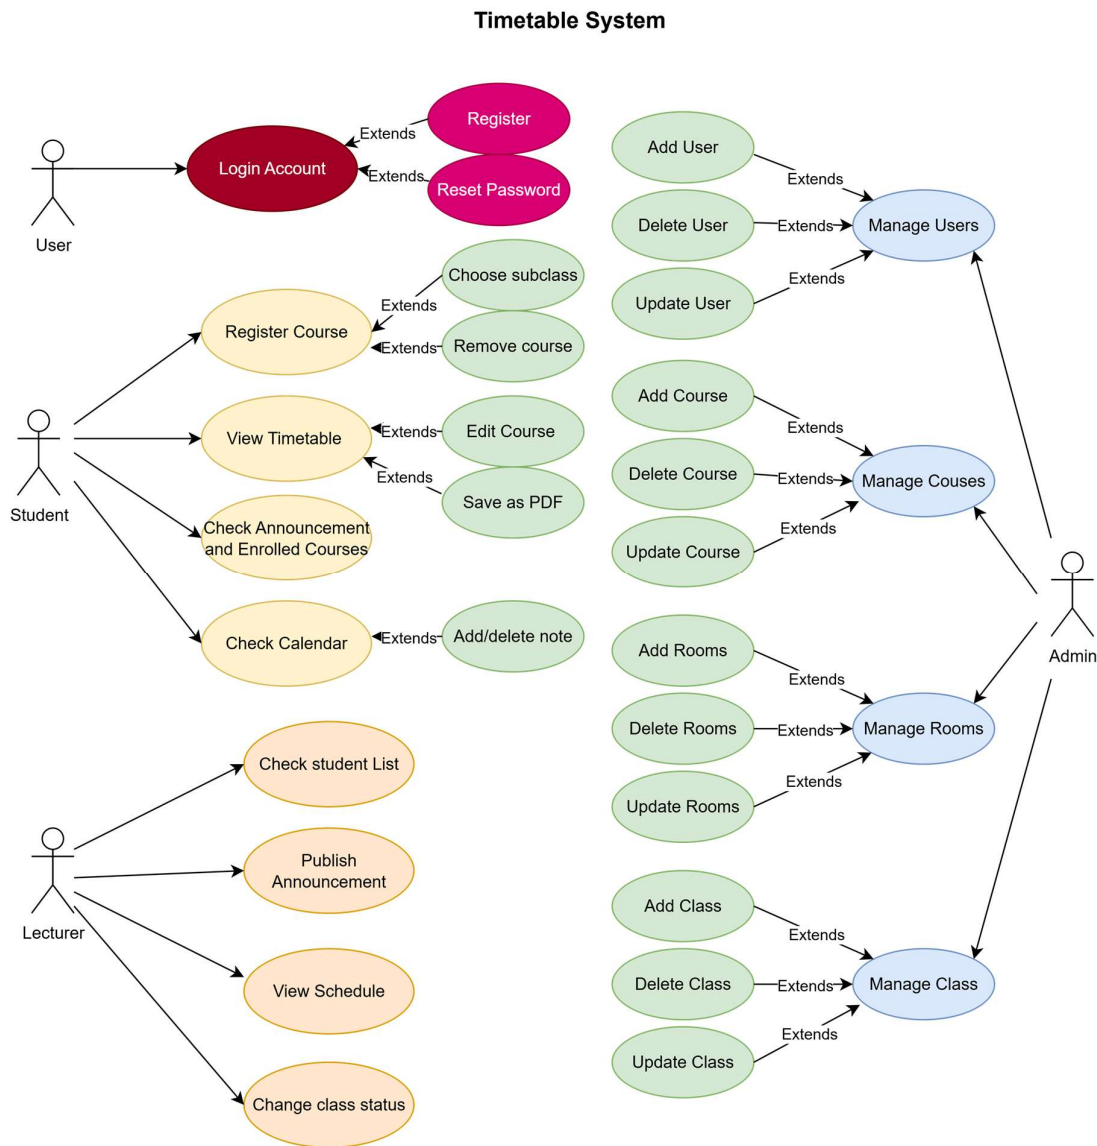 Timetable System
User
Login Account
Extends
Register
Extends
Reset Password
Student
Register Course
Extends
Choose subclass
Extends
Remove course
View Timetable
Extends
Edit Course
Extends
Save as PDF
Check Announcement
and Enrolled Courses
Check Calendar
Extends
Add/delete note
Lecturer
Check student List
Publish
Announcement
View Schedule
Change class status
Add User
Extends
Delete User
Extends
Manage Users
Update User
Extends
Add Course
Extends
Delete Course
Extends
Manage Couses
Update Course
Extends
Admin
Add Rooms
Extends
Delete Rooms
Extends
Manage Rooms
Update Rooms
Extends
Add Class
Extends
Delete Class
Extends
Manage Class
Update Class
Extends